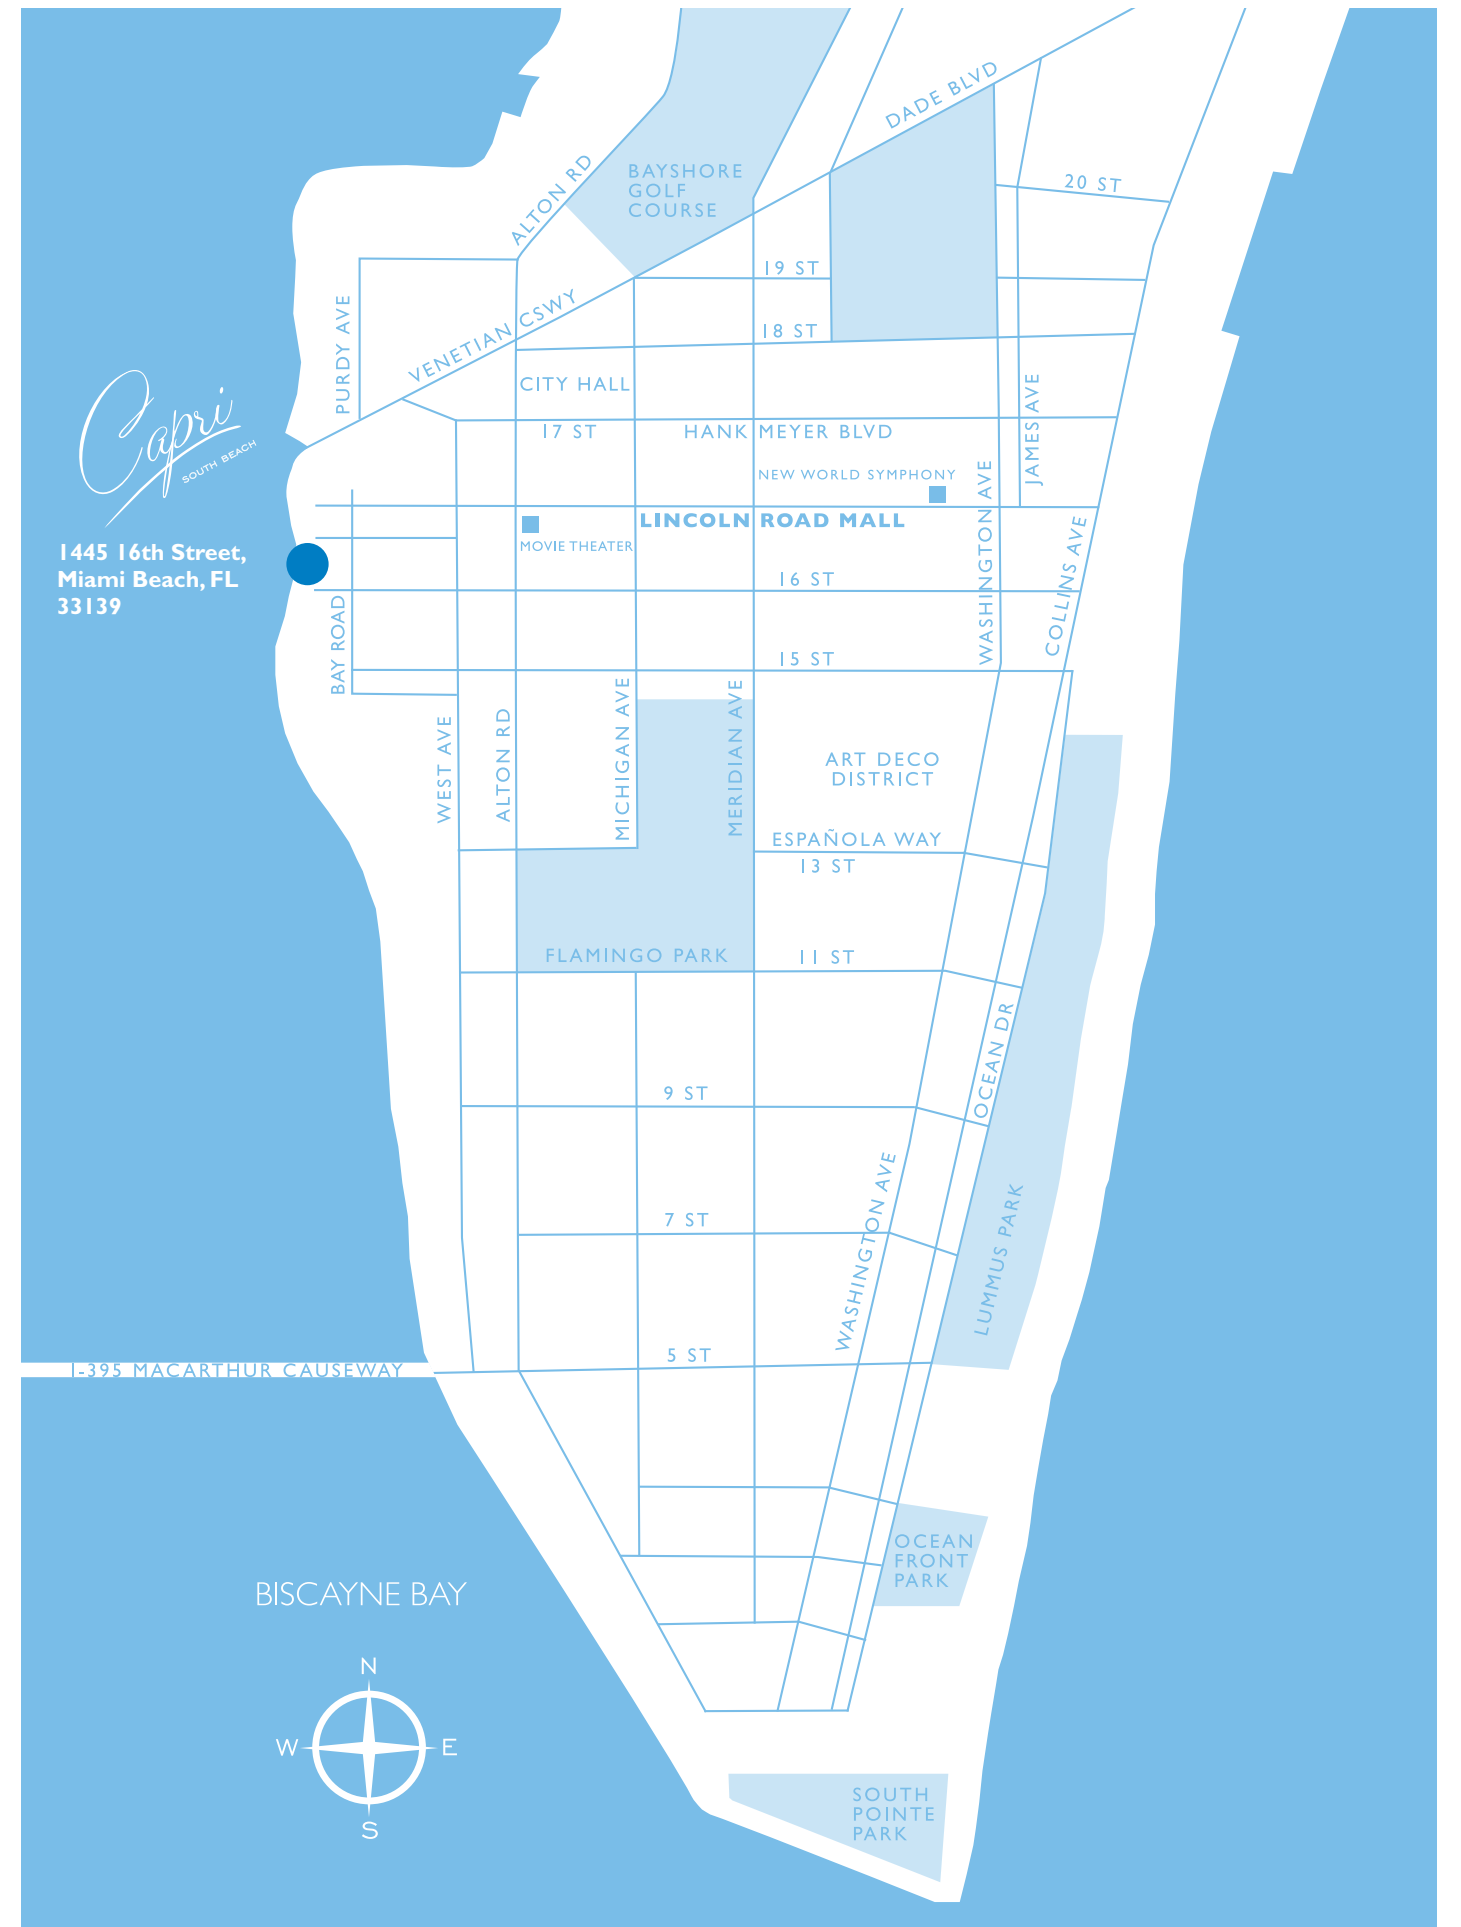 DADE BLVD
ALTON RD
BAYSHORE
GOLF
COURSE
20 ST
19 ST
PURDY AVE
VENETIAN CSWY
18 ST
CITY HALL
JAMES AVE
Capri
SOUTH BEACH
17 ST
HANK MEYER BLVD
NEW WORLD SYMPHONY
WASHINGTON AVE
LINCOLN ROAD MALL
MOVIE THEATER
COLLINS AVE
1445 16th Street,
Miami Beach, FL
33139
16 ST
BAY ROAD
15 ST
WEST AVE
ALTON RD
MICHIGAN AVE
MERIDIAN AVE
ART DECO
DISTRICT
ESPAÑOLA WAY
13 ST
FLAMINGO PARK
11 ST
OCEAN DR
9 ST
WASHINGTON AVE
LUMMUS PARK
7 ST
5 ST
I-395 MACARTHUR CAUSEWAY
OCEAN
FRONT
PARK
BISCAYNE BAY
N
W
E
S
SOUTH
POINTE
PARK